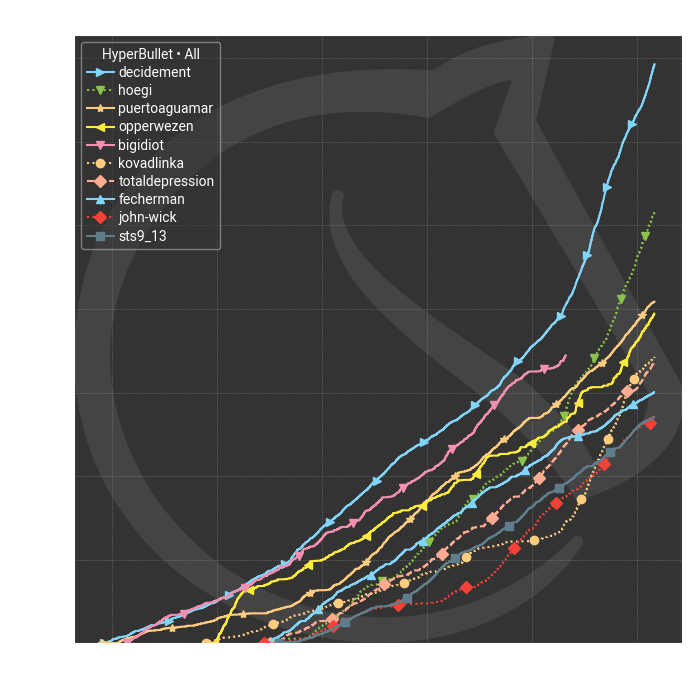 HyperBullet • All
decidement
hoegi
puertoaguamar
opperwezen
bigidiot
kovadlinka
totaldepression
fecherman
john-wick
sts9_13